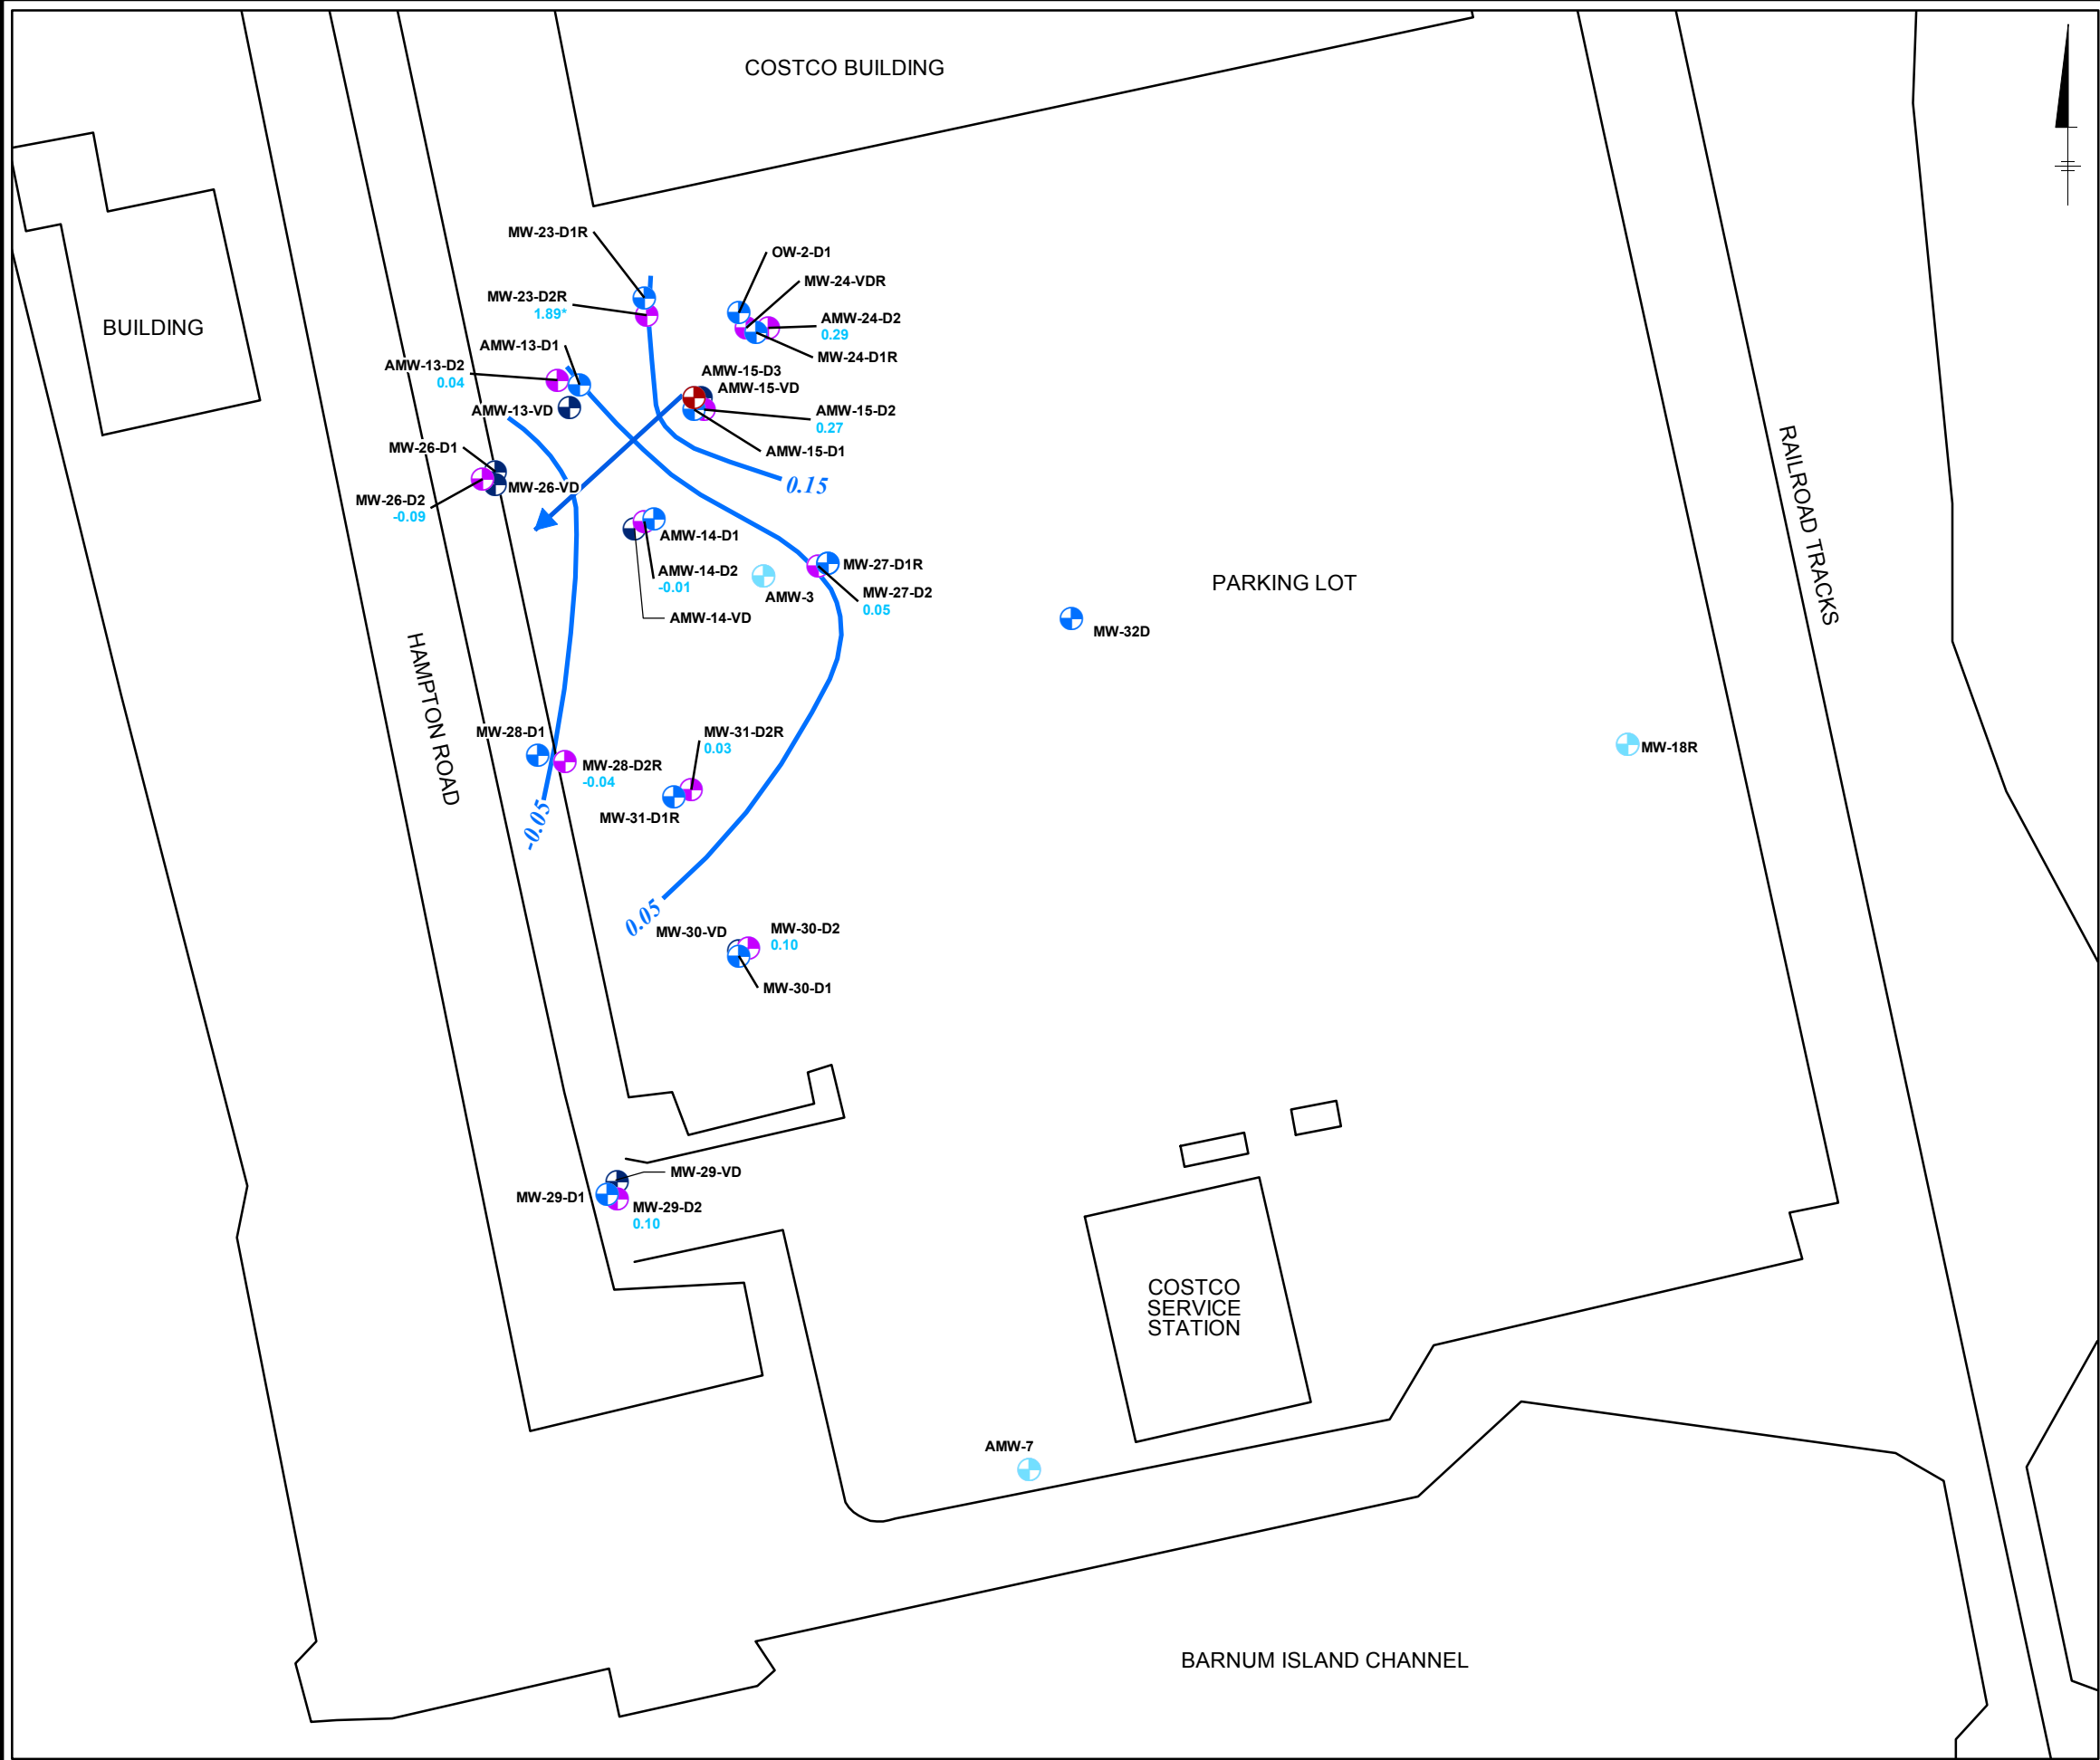 COSTCO BUILDING
MW-23-D1R
OW-2-D1
MW-24-VDR
MW-23-D2R
1.89*
AMW-24-D2
0.29
BUILDING
AMW-13-D1
MW-24-D1R
AMW-13-D2
0.04
AMW-15-D3
AMW-15-VD
AMW-13-VD
AMW-15-D2
0.27
MW-26-D1
AMW-15-D1
0.15
MW-26-VD
MW-26-D2
-0.09
RAILROAD TRACKS
AMW-14-D1
AMW-14-D2
-0.01
MW-27-D1R
PARKING LOT
AMW-3
MW-27-D2
0.05
AMW-14-VD
MW-32D
HAMPTON ROAD
MW-28-D1
MW-31-D2R
0.03
MW-18R
MW-28-D2R
-0.04
MW-31-D1R
-0.05
0.05
MW-30-VD
MW-30-D2
0.10
MW-30-D1
MW-29-VD
MW-29-D1
MW-29-D2
0.10
COSTCO
SERVICE
STATION
AMW-7
BARNUM ISLAND CHANNEL